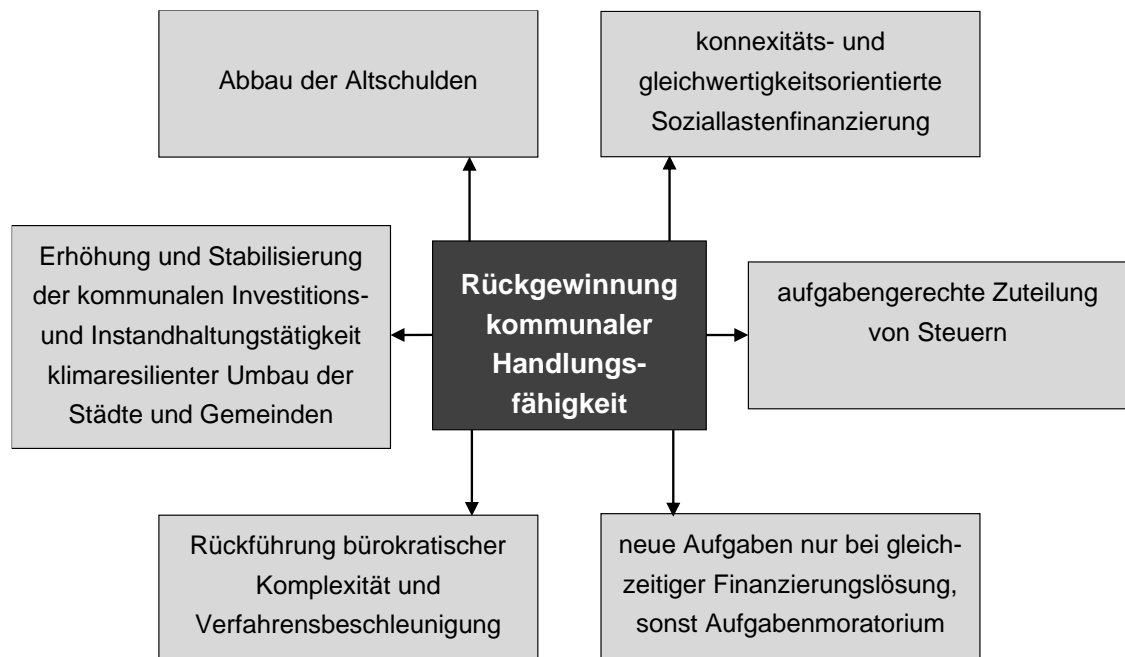 Abbau der Altschulden
konnexitäts- und
gleichwertigkeitsorientierte
Soziallastenfinanzierung
Erhöhung und Stabilisierung
der kommunalen Investitions-
und Instandhaltungstätigkeit
klimaresilienter Umbau der
Städte und Gemeinden
Rückgewinnung
kommunaler
Handlungs-
fähigkeit
aufgabengerechte Zuteilung
von Steuern
Rückführung bürokratischer
Komplexität und
Verfahrensbeschleunigung
neue Aufgaben nur bei gleich-
zeitiger Finanzierungslösung,
sonst Aufgabenmoratorium